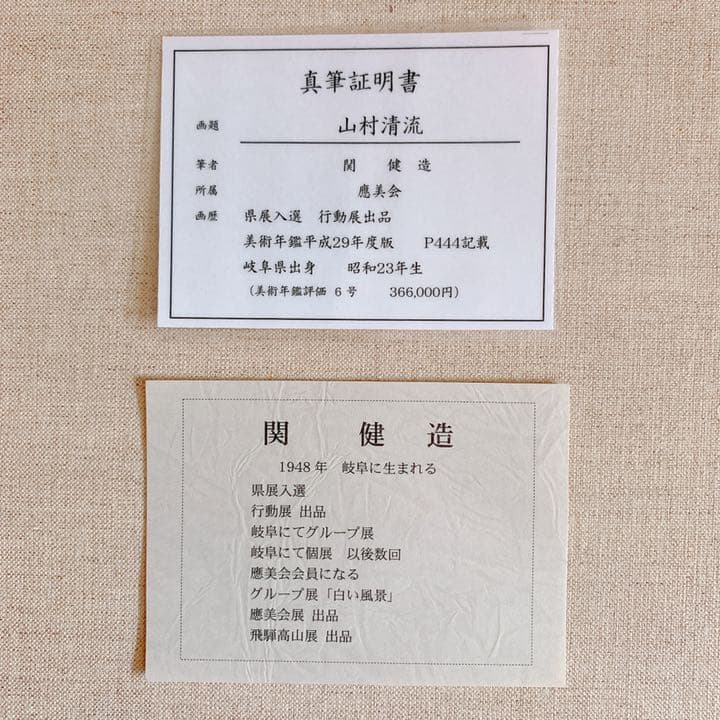 真筆証明書
画題 山村清流
筆者 関 健 造
所属 應美会
画歴 県展入選 行動展出品
美術年鑑平成29年度版 P444記載
岐阜県出身 昭和23年生
(美術年鑑評価 6号 366,000円)
関 健 造
1948年 岐阜に生まれる
県展入選
行動展 出品
岐阜にてグループ展
岐阜にて個展 以後数回
應美会会員になる
グループ展「白い風景」
應美会展 出品
飛騨高山展 出品